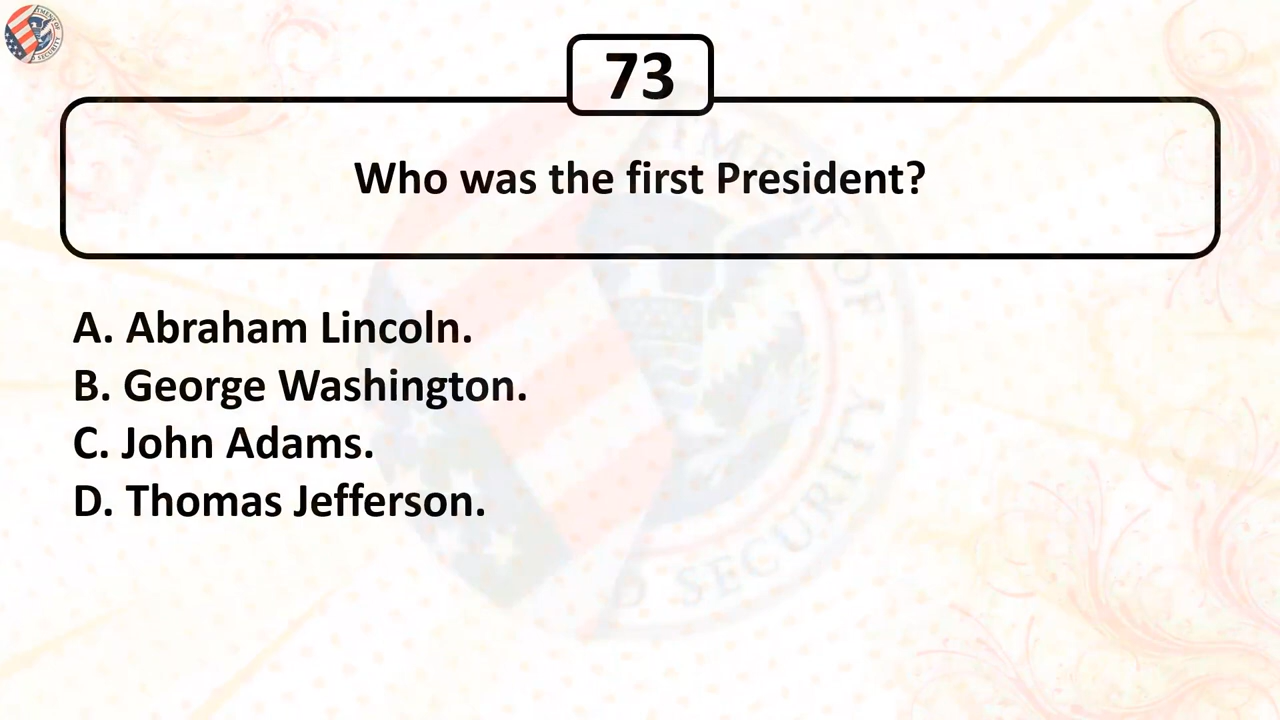 73
Who was the first President?
A. Abraham Lincoln.
B. George Washington.
C. John Adams.
D. Thomas Jefferson.